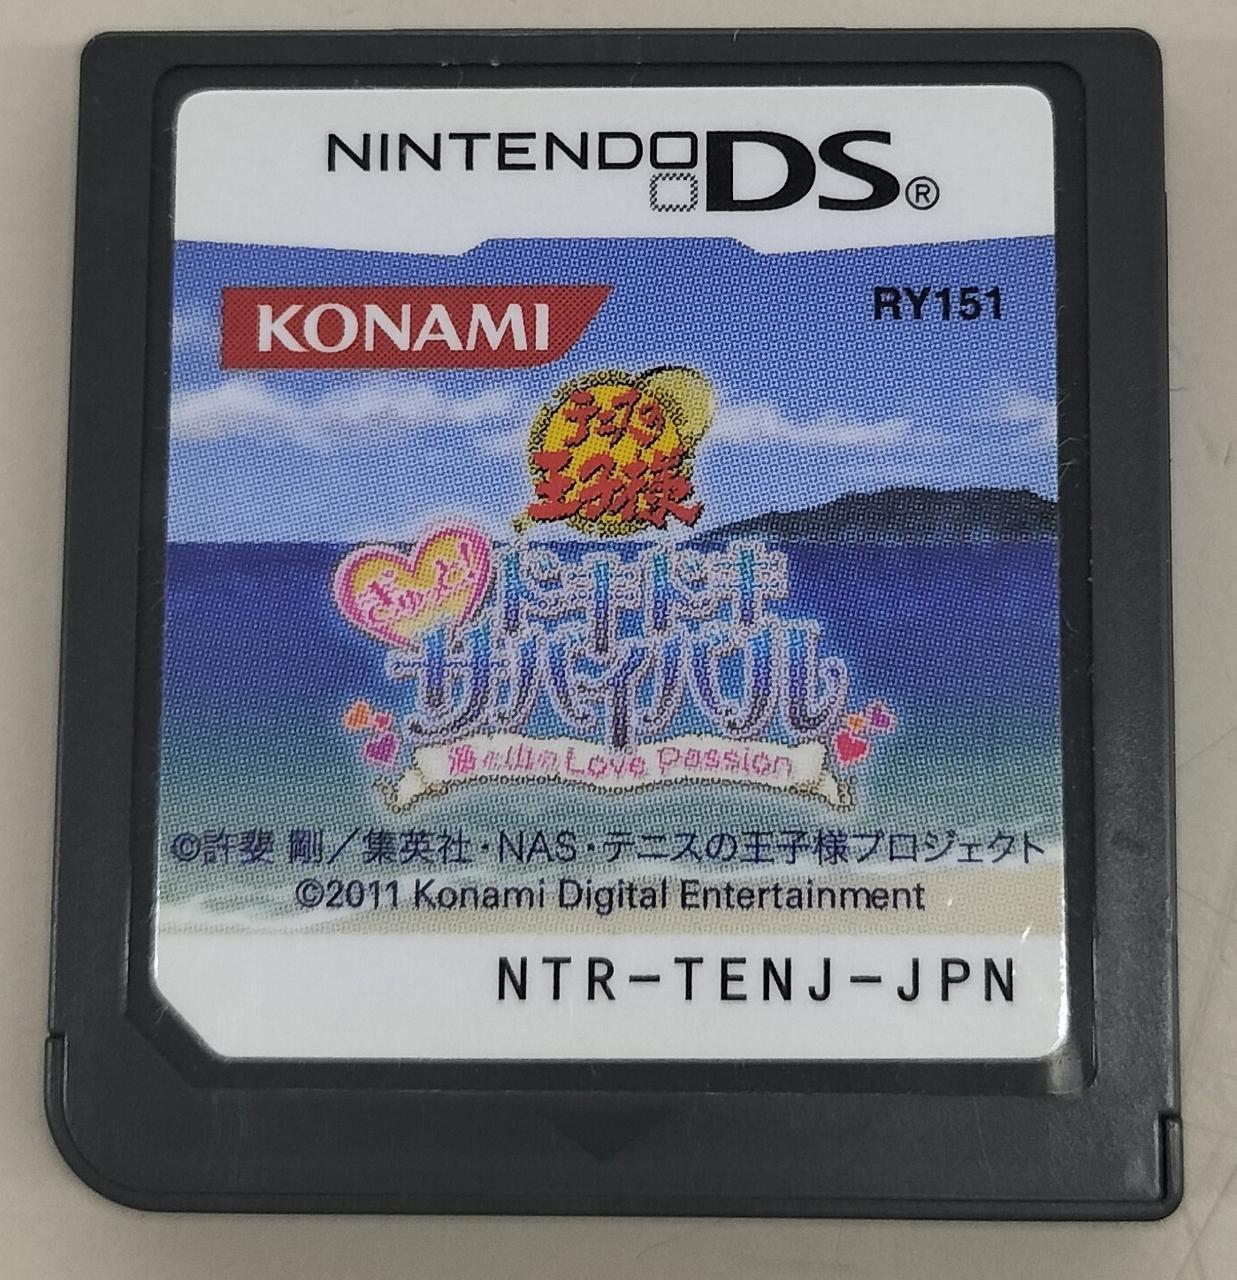 NINTENDO DS®
KONAMI
RY151
テニスの
王子様
ぎゅっと!
ドキドキ
サバイバル
海と山のLove Passion
©許斐 剛／集英社・NAS・テニスの王子様プロジェクト
©2011 Konami Digital Entertainment
NTR-TENJ-JPN